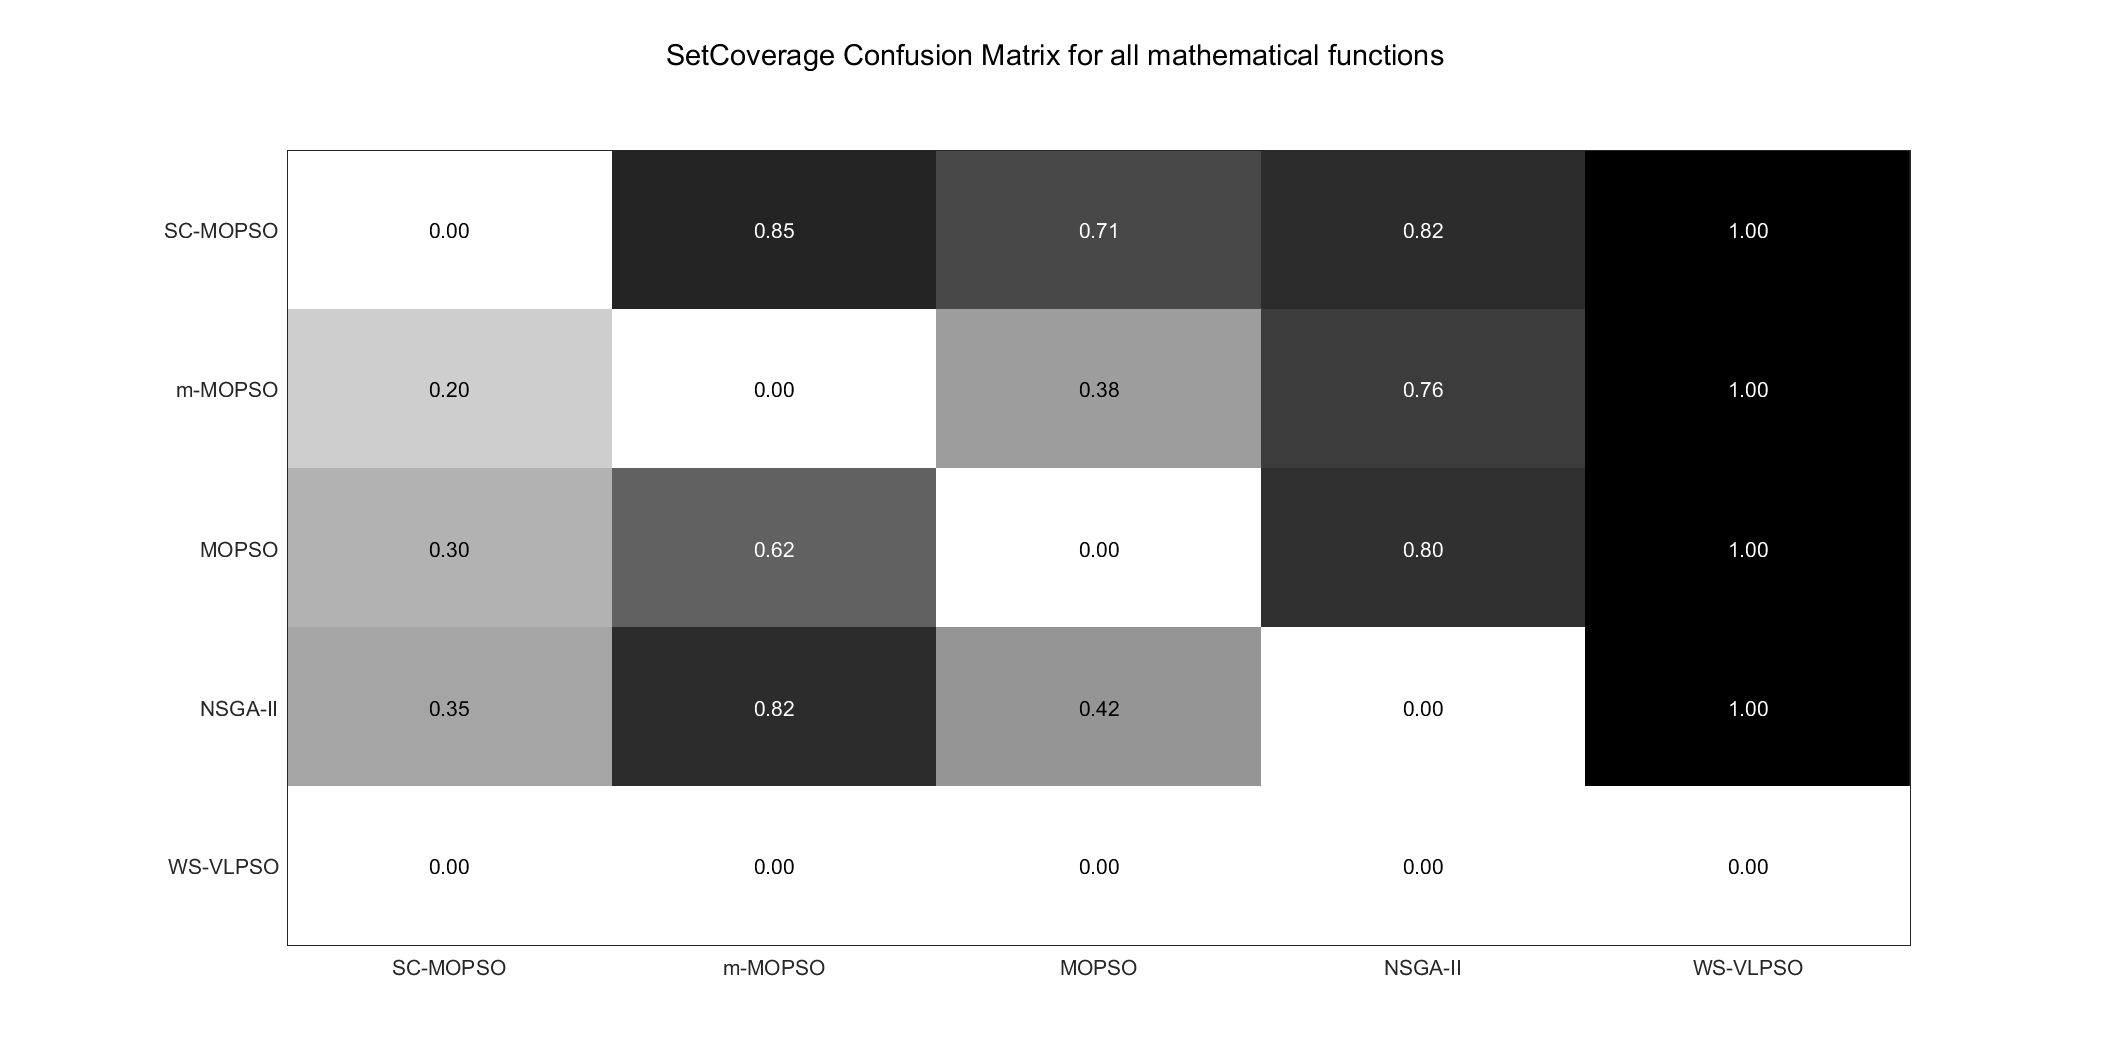 SetCoverage Confusion Matrix for all mathematical functions
SC-MOPSO 0.00 0.85 0.71 0.82 1.00
m-MOPSO 0.20 0.00 0.38 0.76 1.00
MOPSO 0.30 0.62 0.00 0.80 1.00
NSGA-II 0.35 0.82 0.42 0.00 1.00
WS-VLPSO 0.00 0.00 0.00 0.00 0.00
SC-MOPSO m-MOPSO MOPSO NSGA-II WS-VLPSO